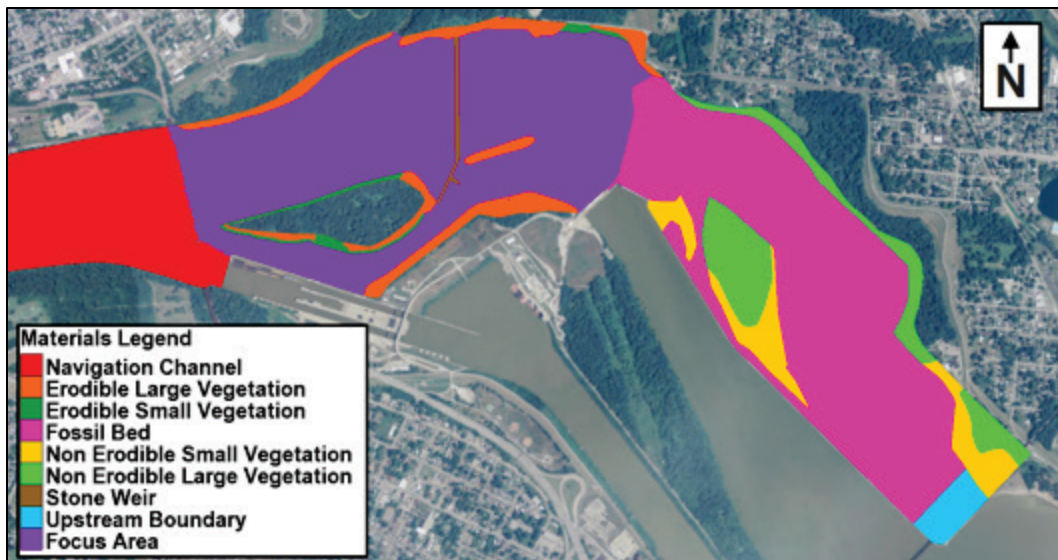 N
Materials Legend
Navigation Channel
Erodible Large Vegetation
Erodible Small Vegetation
Fossil Bed
Non Erodible Small Vegetation
Non Erodible Large Vegetation
Stone Weir
Upstream Boundary
Focus Area